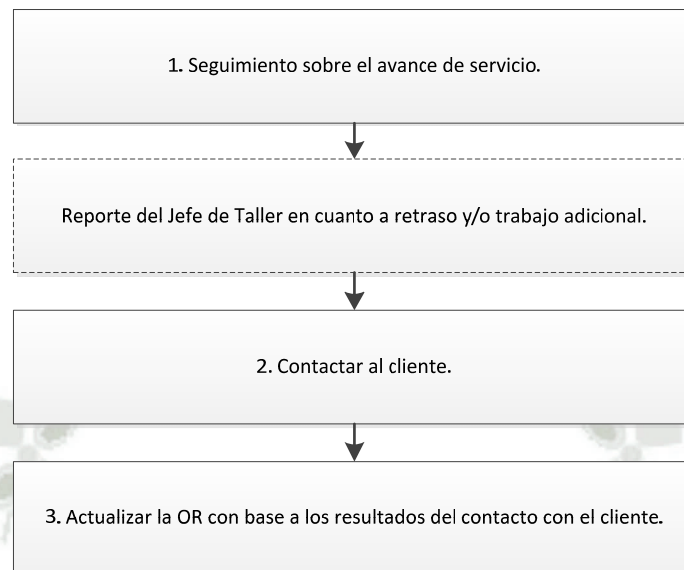 1. Seguimiento sobre el avance de servicio.
Reporte del Jefe de Taller en cuanto a retraso y/o trabajo adicional.
2. Contactar al cliente.
3. Actualizar la OR con base a los resultados del contacto con el cliente.